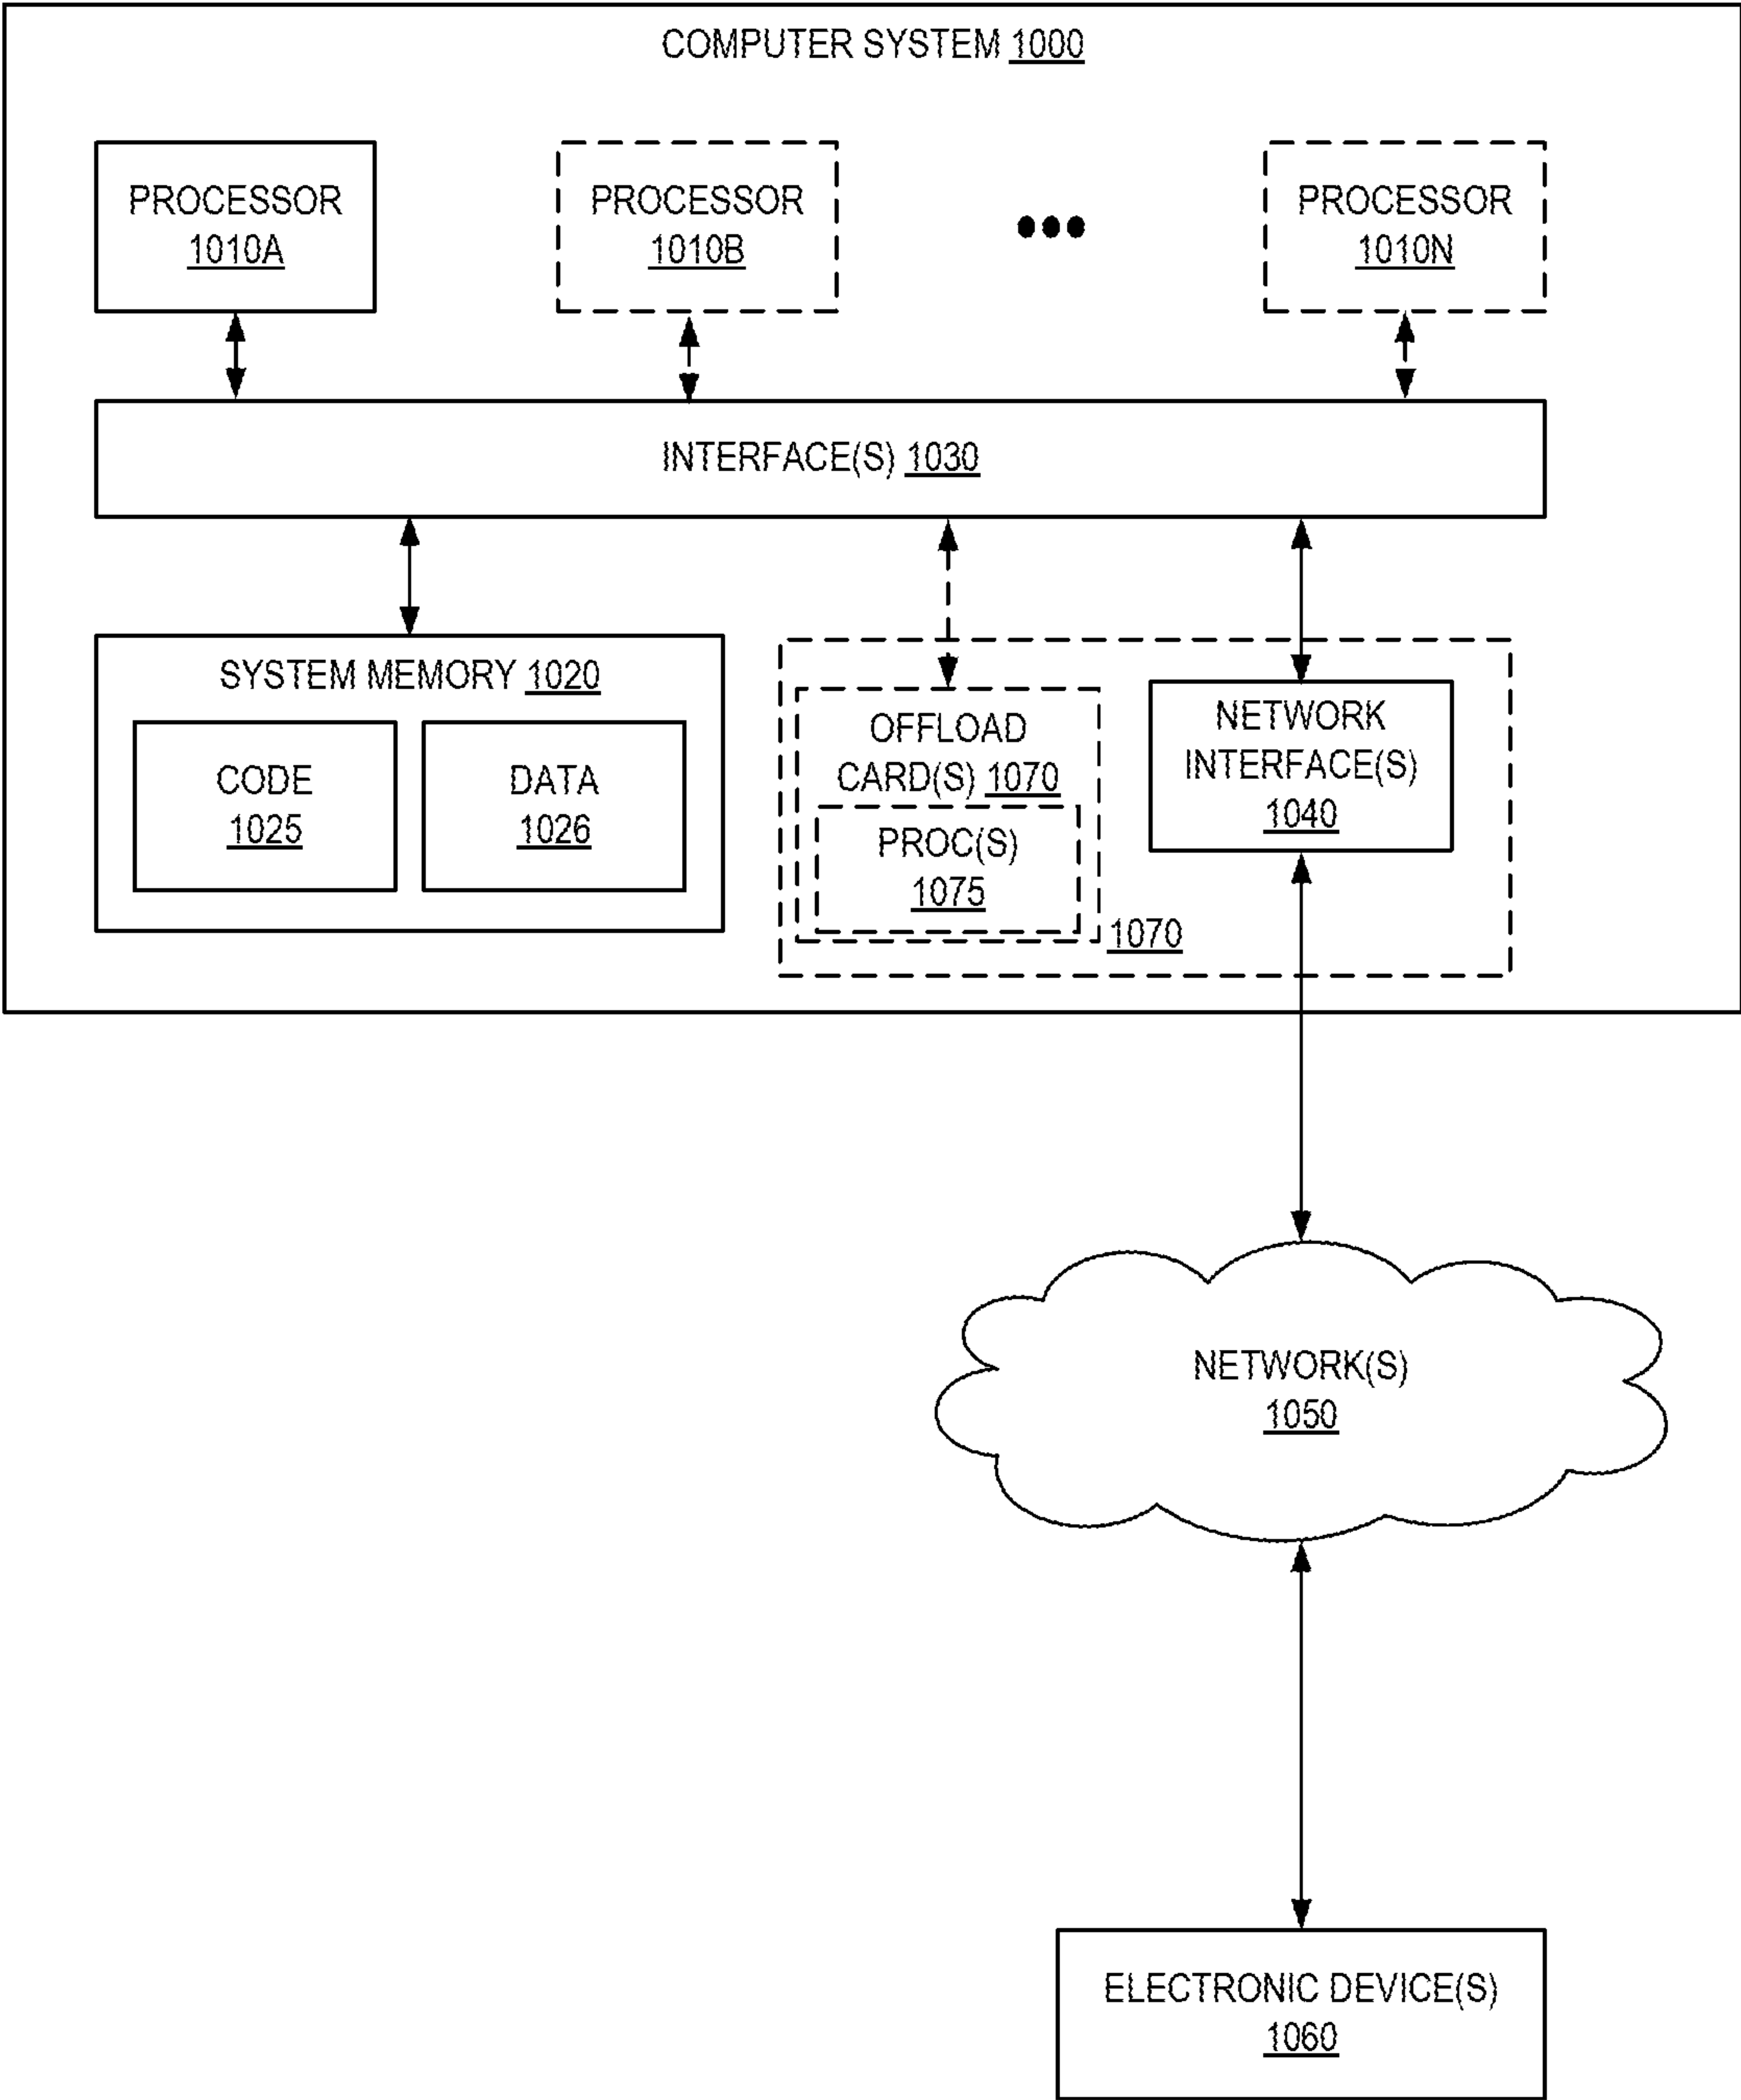 COMPUTER SYSTEM 1000
PROCESSOR
1010A
PROCESSOR
1010B
PROCESSOR
1010N
INTERFACE(S) 1030
SYSTEM MEMORY 1020
CODE
1025
DATA
1026
OFFLOAD
CARD(S) 1070
PROC(S)
1075
1070
NETWORK
INTERFACE(S)
1040
NETWORK(S)
1050
ELECTRONIC DEVICE(S)
1060